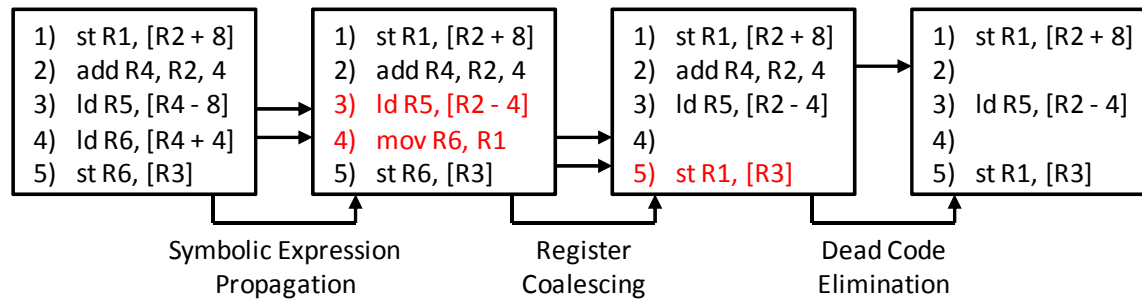 1) st R1, [R2 + 8]
2) add R4, R2, 4
3) ld R5, [R4 - 8]
4) ld R6, [R4 + 4]
5) st R6, [R3]
1) st R1, [R2 + 8]
2) add R4, R2, 4
3) ld R5, [R2 - 4]
4) mov R6, R1
5) st R6, [R3]
1) st R1, [R2 + 8]
2) add R4, R2, 4
3) ld R5, [R2 - 4]
4)
5) st R1, [R3]
1) st R1, [R2 + 8]
2)
3) ld R5, [R2 - 4]
4)
5) st R1, [R3]
Symbolic Expression
Propagation
Register
Coalescing
Dead Code
Elimination